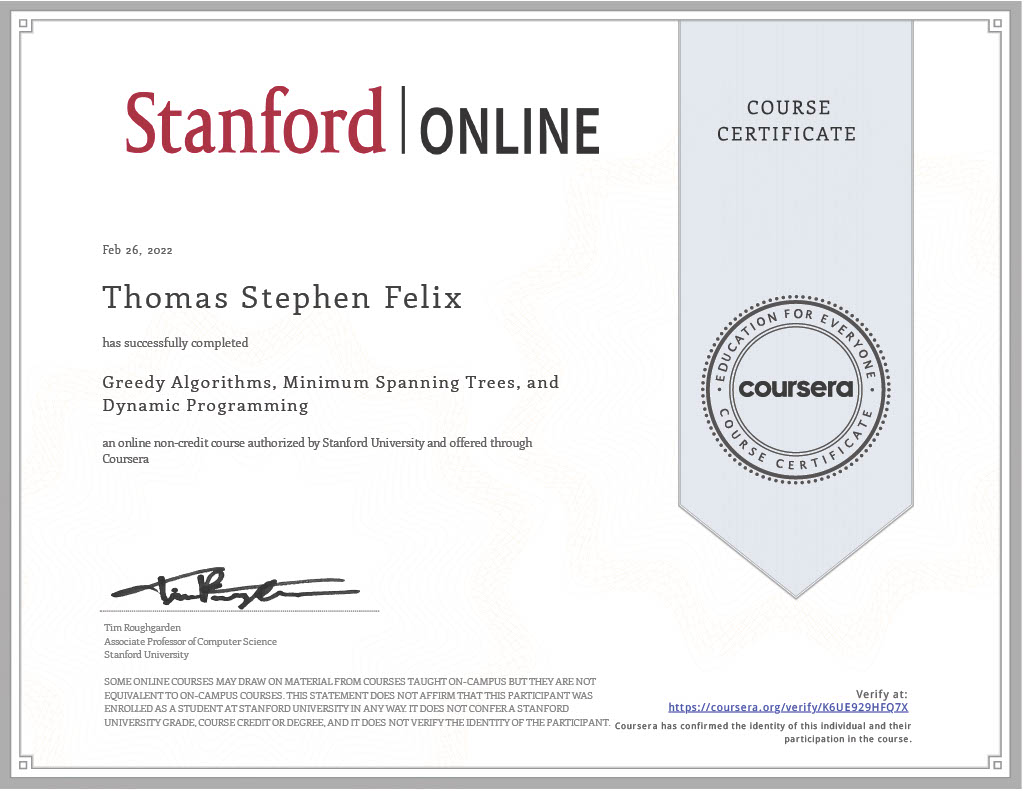 Stanford | ONLINE
COURSE
CERTIFICATE
Feb 26, 2022
Thomas Stephen Felix
has successfully completed
Greedy Algorithms, Minimum Spanning Trees, and
Dynamic Programming
an online non-credit course authorized by Stanford University and offered through
Coursera
EDUCATION FOR EVERYONE
coursera
COURSE CERTIFICATE
Tim Roughgarden
Tim Roughgarden
Associate Professor of Computer Science
Stanford University
SOME ONLINE COURSES MAY DRAW ON MATERIAL FROM COURSES TAUGHT ON-CAMPUS BUT THEY ARE NOT
EQUIVALENT TO ON-CAMPUS COURSES. THIS STATEMENT DOES NOT AFFIRM THAT THIS PARTICIPANT WAS
ENROLLED AS A STUDENT AT STANFORD UNIVERSITY IN ANY WAY. IT DOES NOT CONFER A STANFORD
UNIVERSITY GRADE, COURSE CREDIT OR DEGREE, AND IT DOES NOT VERIFY THE IDENTITY OF THE PARTICIPANT.
Verify at:
https://coursera.org/verify/K6UE929HFQ7X
Coursera has confirmed the identity of this individual and their
participation in the course.